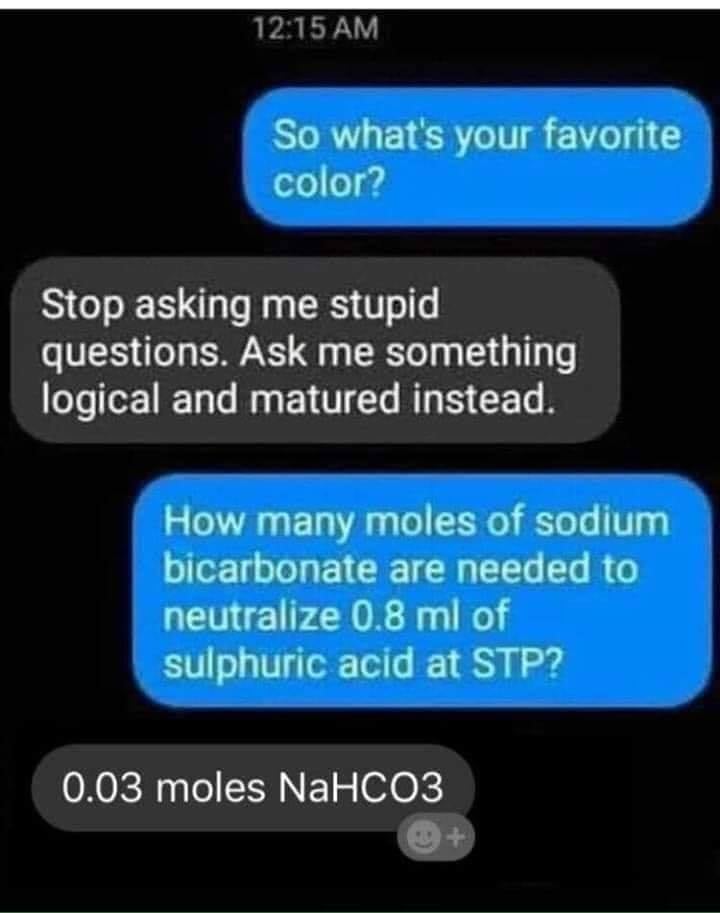 12:15 AM
So what's your favorite
color?
Stop asking me stupid
questions. Ask me something
logical and matured instead.
How many moles of sodium
bicarbonate are needed to
neutralize 0.8 ml of
sulphuric acid at STP?
0.03 moles NaHCO3